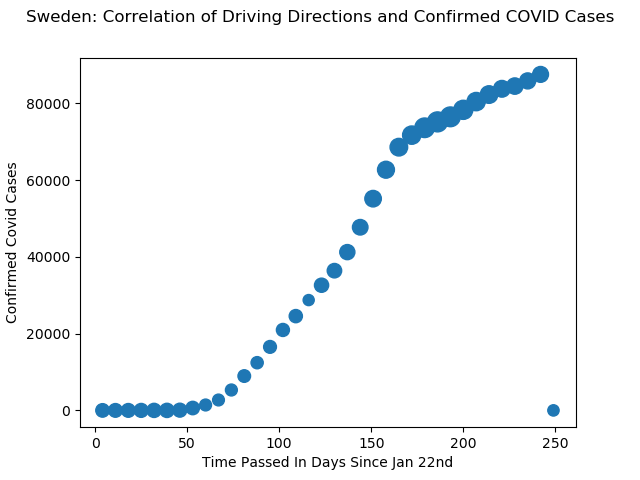 Sweden: Correlation of Driving Directions and Confirmed COVID Cases
Confirmed Covid Cases
80000
60000
40000
20000
0
0 50 100 150 200 250
Time Passed In Days Since Jan 22nd